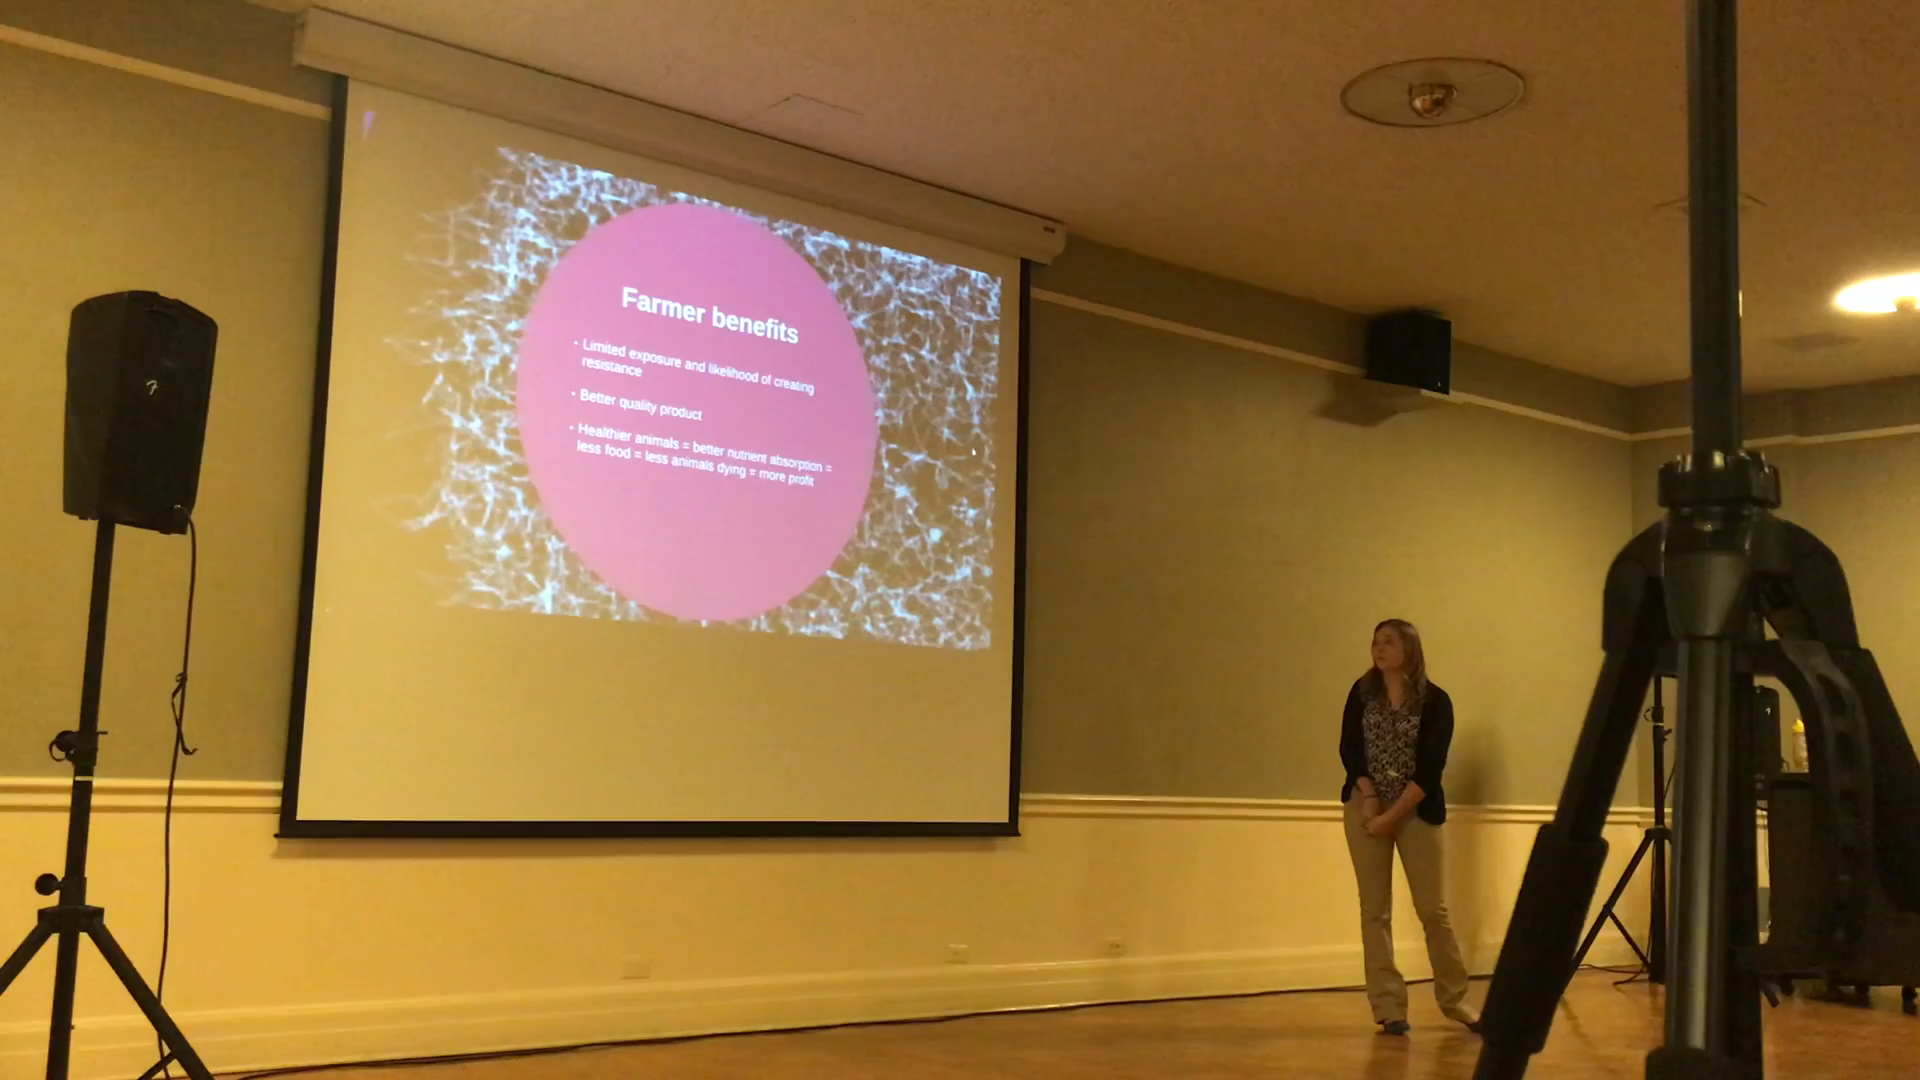 Farmer benefits
• Limited exposure and likelihood of creating
resistance
• Better quality product
• Healthier animals = better nutrient absorption =
less food = less animals dying = more profit